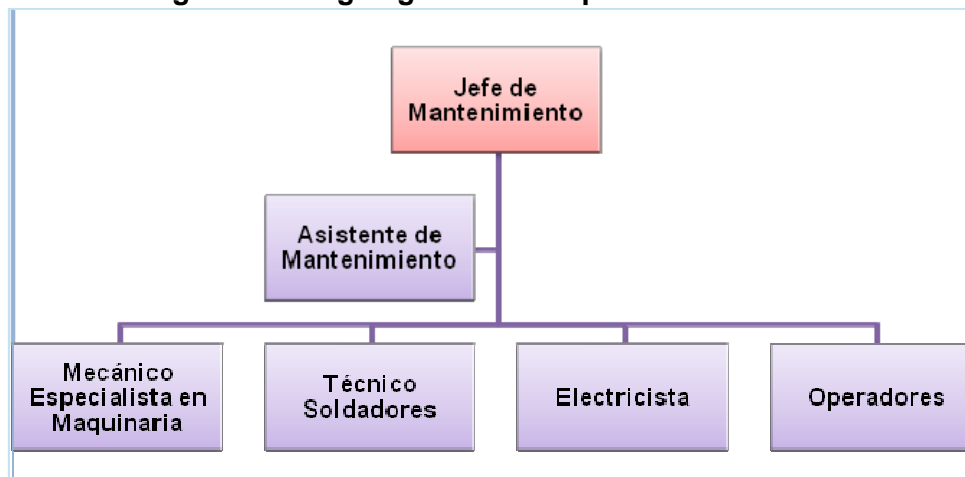 Jefe de
Mantenimiento
Asistente de
Mantenimiento
Mecánico
Especialista en
Maquinaria
Técnico
Soldadores
Electricista
Operadores